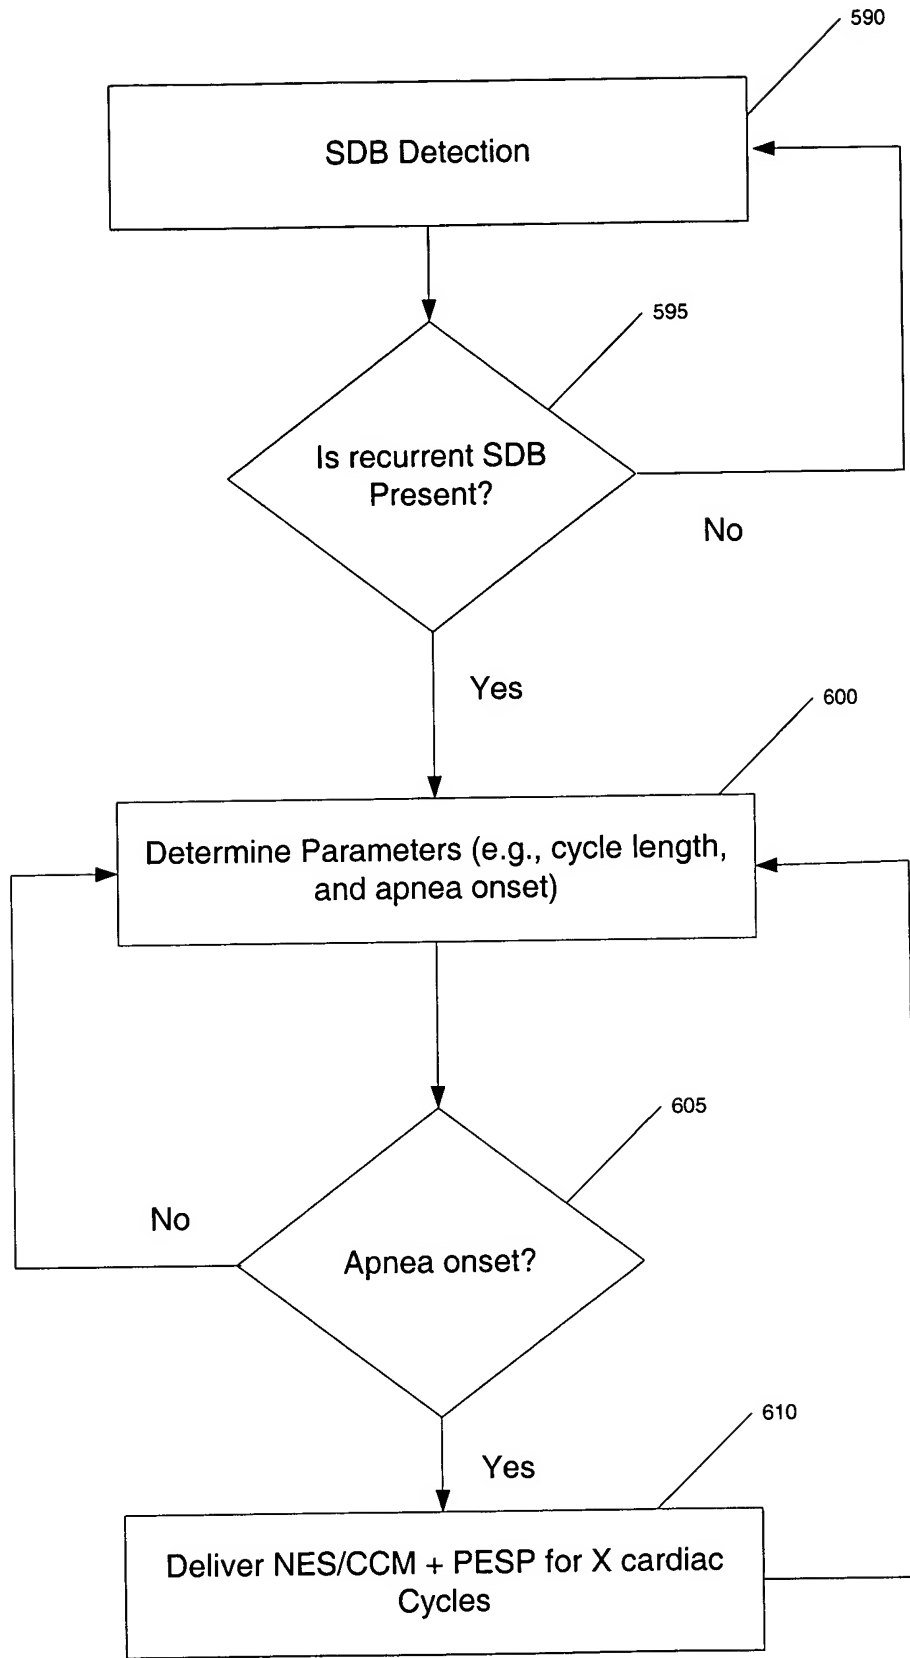 590
SDB Detection
595
Is recurrent SDB
Present?
No
Yes
600
Determine Parameters (e.g., cycle length,
and apnea onset)
605
No
Apnea onset?
610
Yes
Deliver NES/CCM + PESP for X cardiac
Cycles